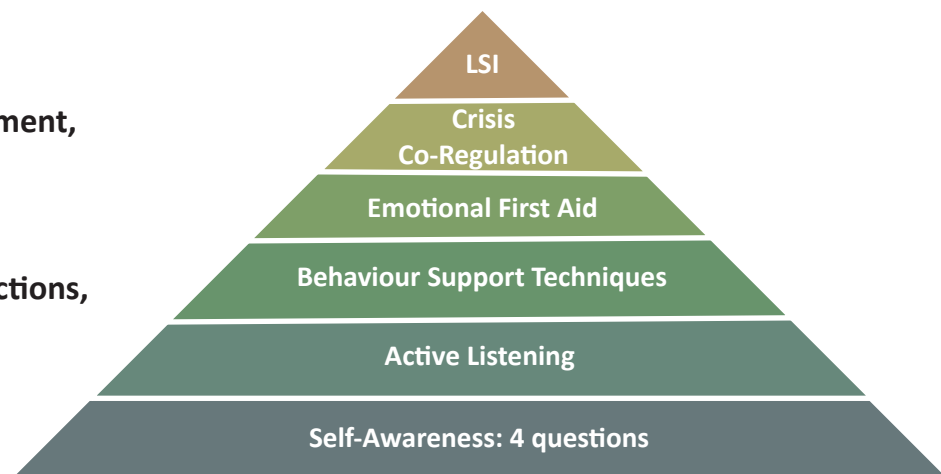 LSI
ment,
Crisis
Co-Regulation
Emotional First Aid
Behaviour Support Techniques
ctions,
Active Listening
Self-Awareness: 4 questions